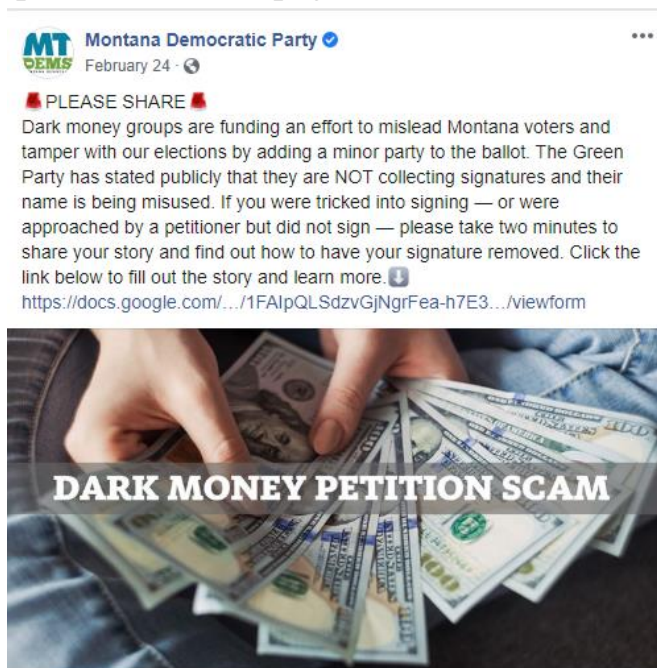 MT
DEMS
Montana Democratic Party
February 24 ·
PLEASE SHARE
Dark money groups are funding an effort to mislead Montana voters and
tamper with our elections by adding a minor party to the ballot. The Green
Party has stated publicly that they are NOT collecting signatures and their
name is being misused. If you were tricked into signing — or were
approached by a petitioner but did not sign — please take two minutes to
share your story and find out how to have your signature removed. Click the
link below to fill out the story and learn more.
https://docs.google.com/…/1FAIpQLSdzvGjNgrFea-h7E3…/viewform
DARK MONEY PETITION SCAM
100
100